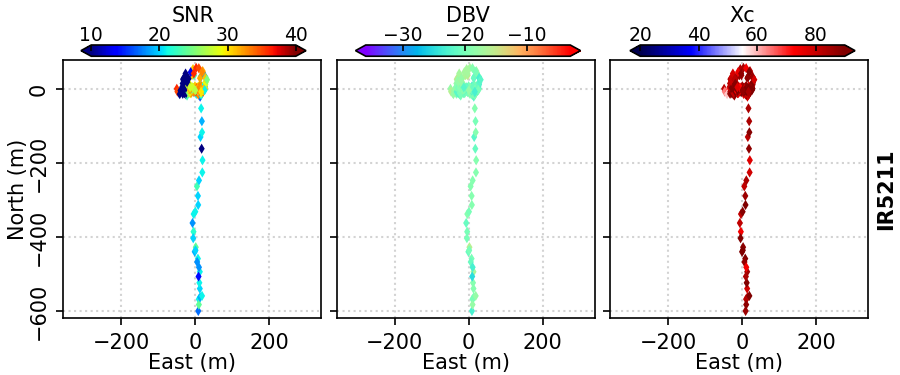 SNR DBV Xc
10 20 30 40 −30 −20 −10 20 40 60 80
North (m)
0
−200
−400
−600
−200 0 200 −200 0 200 −200 0 200
East (m) East (m) East (m)
IR5211